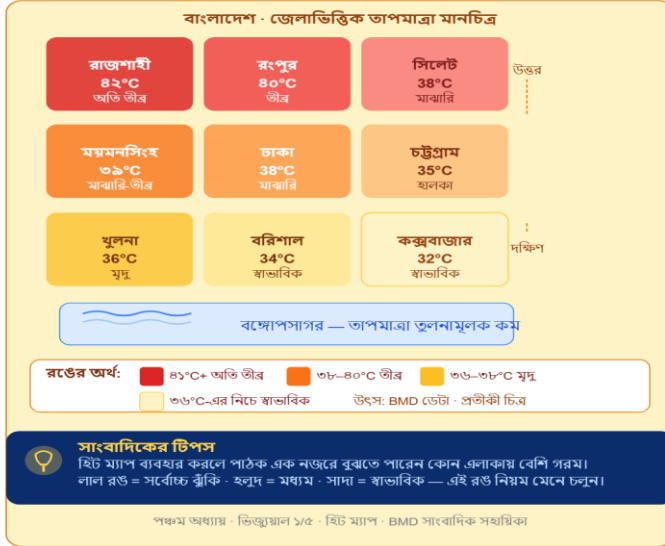 বাংলাদেশ · জেলাভিত্তিক তাপমাত্রা মানচিত্র
রাজশাহী
৪২°C
অতি তীব্র
রংপুর
৪০°C
তীব্র
সিলেট
38°C
মাঝারি
উত্তর
ময়মনসিংহ
৩৯°C
মাঝারি-তীব্র
ঢাকা
38°C
মাঝারি
চট্টগ্রাম
35°C
হালকা
খুলনা
36°C
মৃদু
বরিশাল
34°C
স্বাভাবিক
কক্সবাজার
32°C
স্বাভাবিক
দক্ষিণ
বঙ্গোপসাগর — তাপমাত্রা তুলনামূলক কম
রঙের অর্থ: ৪১°C+ অতি তীব্র ৩৮–৪০°C তীব্র ৩৬–৩৮°C মৃদু
৩৬°C-এর নিচে স্বাভাবিক উৎস: BMD ডেটা · প্রতীকী চিত্র
সাংবাদিকের টিপস
হিট ম্যাপ ব্যবহার করলে পাঠক এক নজরে বুঝতে পারেন কোন এলাকায় বেশি গরম।
লাল রঙ = সর্বোচ্চ ঝুঁকি · হলুদ = মধ্যম · সাদা = স্বাভাবিক — এই রঙ নিয়ম মেনে চলুন।
পঞ্চম অধ্যায় · ভিজ্যুয়াল ১/৫ · হিট ম্যাপ · BMD সাংবাদিক সহায়িকা